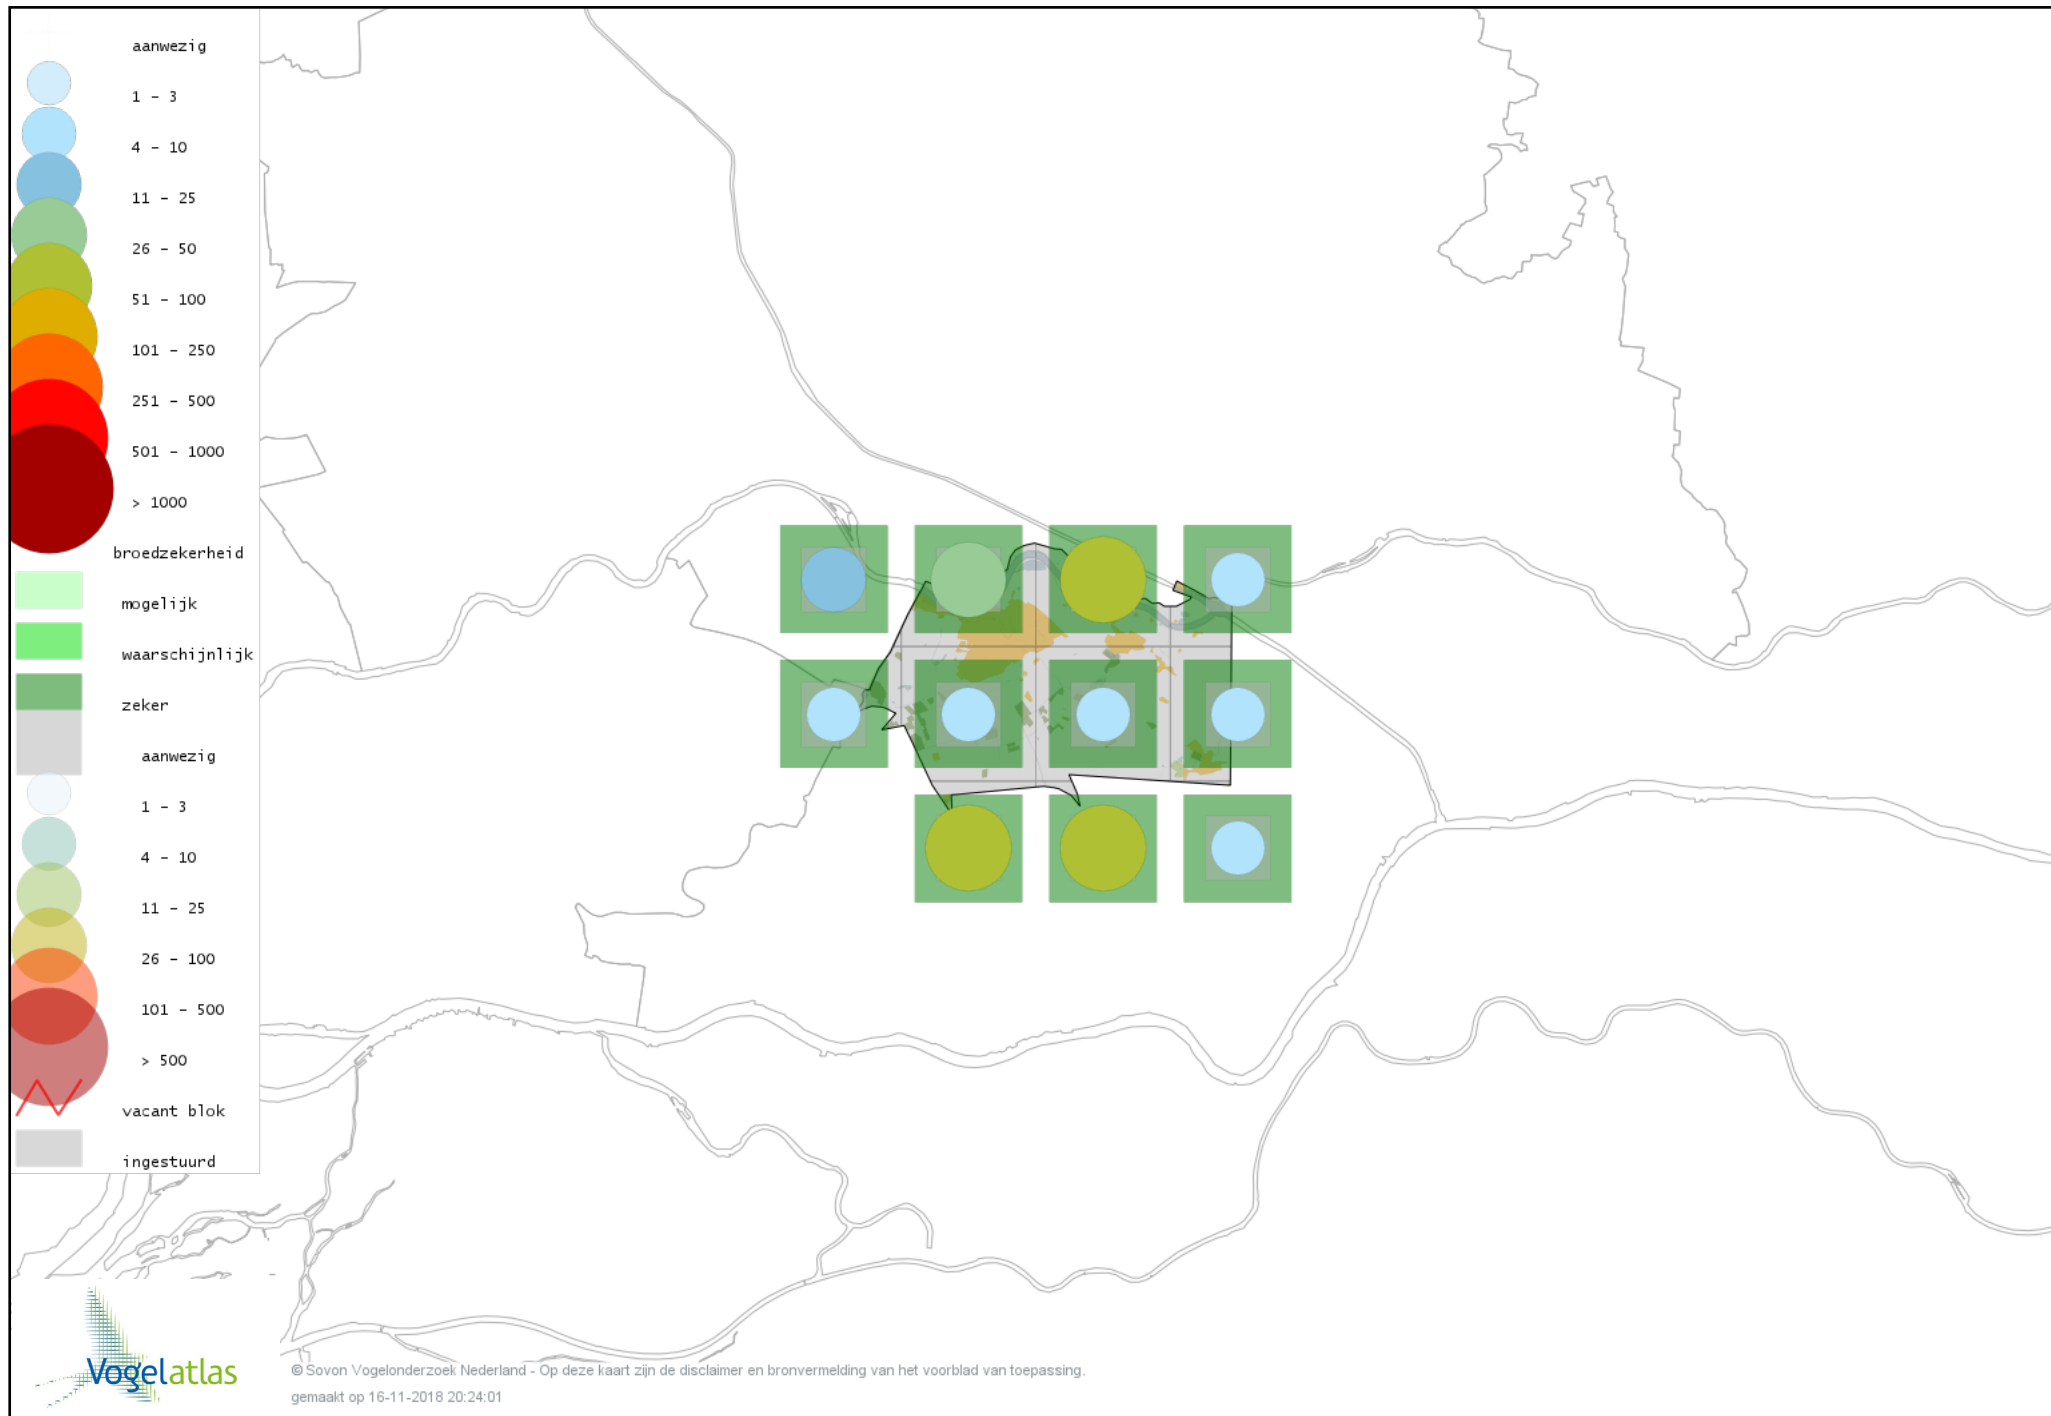 aanwezig
1 - 3
4 - 10
11 - 25
26 - 50
51 - 100
101 - 250
251 - 500
501 - 1000
> 1000
broedzekerheid
mogelijk
waarschijnlijk
zeker
aanwezig
1 - 3
4 - 10
11 - 25
26 - 100
101 - 500
> 500
vacant blok
ingestuurd
Vogelatlas
© Sovon Vogelonderzoek Nederland - Op deze kaart zijn de disclaimer en bronvermelding van het voorblad van toepassing.
gemaakt op 16-11-2018 20:24:01